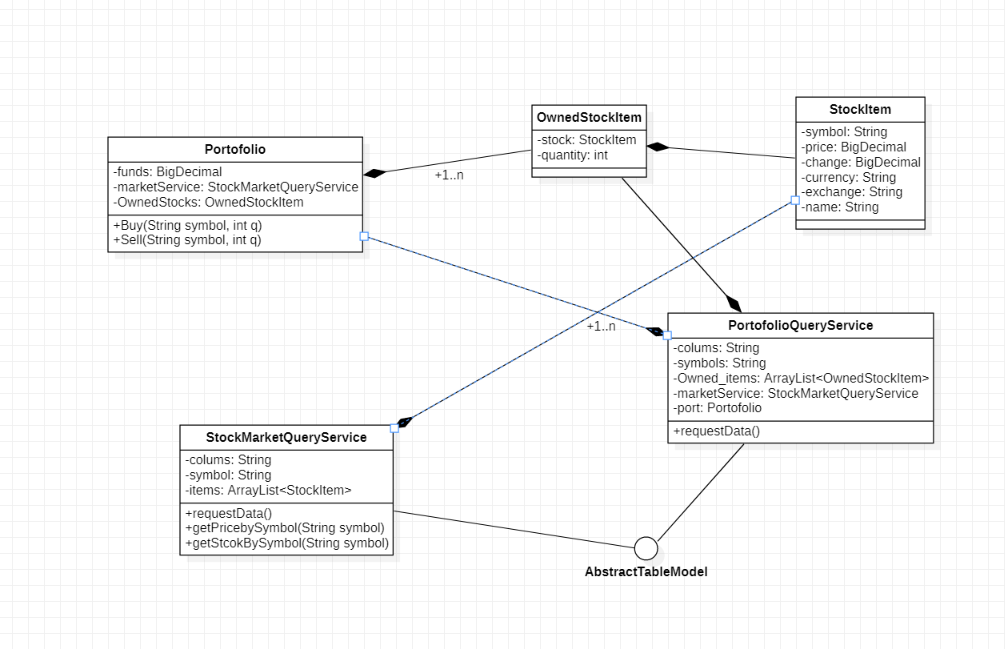 Portofolio
-funds: BigDecimal
-marketService: StockMarketQueryService
-OwnedStocks: OwnedStockItem
+Buy(String symbol, int q)
+Sell(String symbol, int q)
+1..n
OwnedStockItem
-stock: StockItem
-quantity: int
StockItem
-symbol: String
-price: BigDecimal
-change: BigDecimal
-currency: String
-exchange: String
-name: String
+1..n
PortofolioQueryService
-colums: String
-symbols: String
-Owned_items: ArrayList<OwnedStockItem>
-marketService: StockMarketQueryService
-port: Portofolio
+requestData()
StockMarketQueryService
-colums: String
-symbol: String
-items: ArrayList<StockItem>
+requestData()
+getPricebySymbol(String symbol)
+getStcokBySymbol(String symbol)
AbstractTableModel